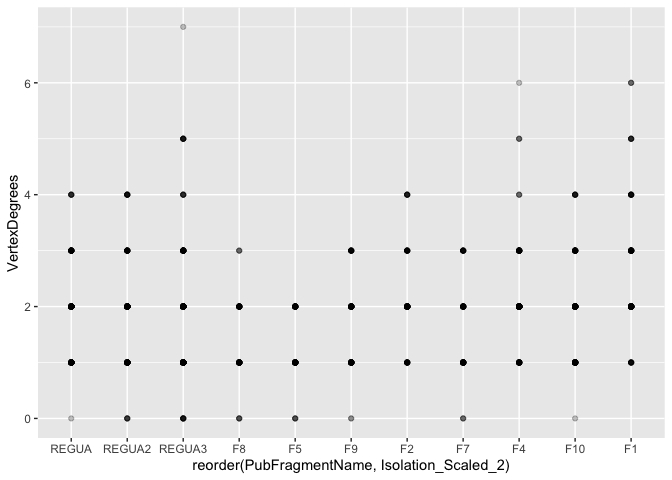 VertexDegrees
6
4
2
0
REGUA REGUA2 REGUA3 F8 F5 F9 F2 F7 F4 F10 F1
reorder(PubFragmentName, Isolation_Scaled_2)